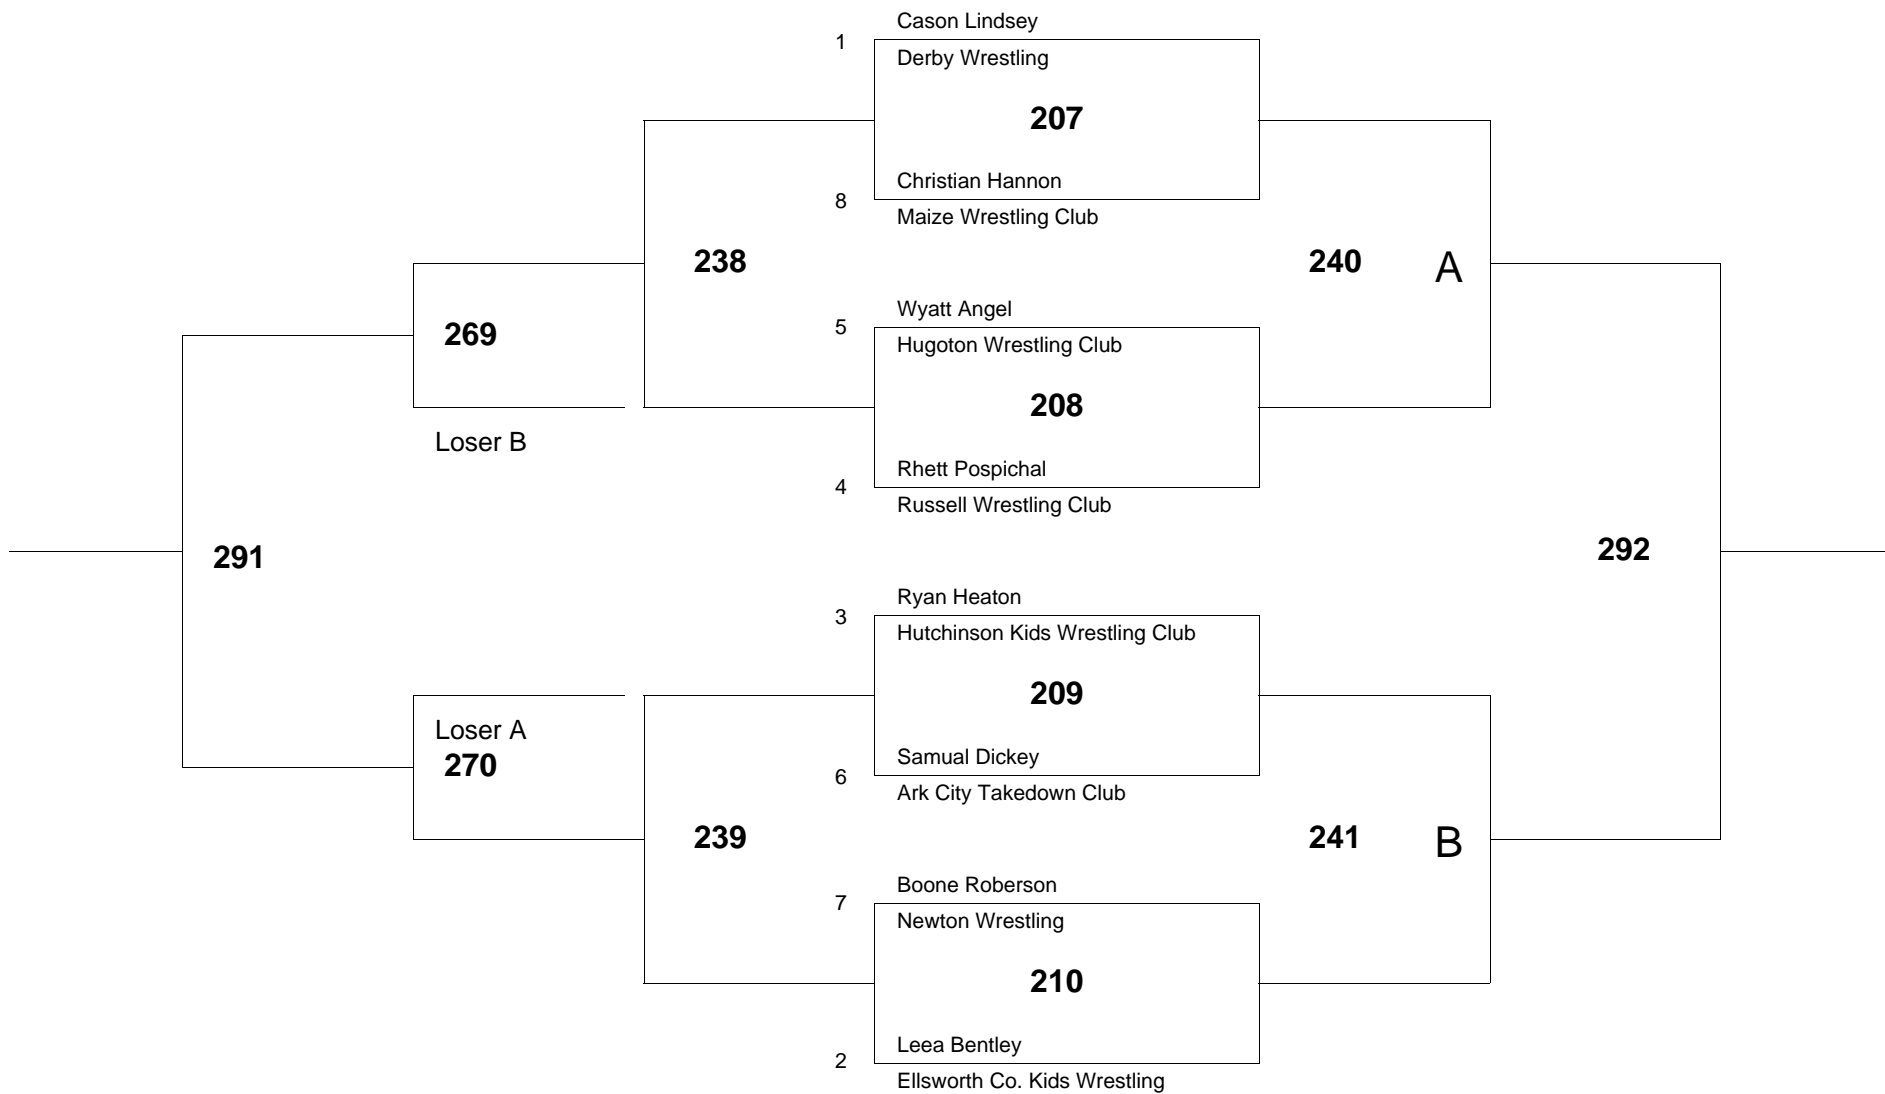 Cason Lindsey
1
Derby Wrestling
207
Christian Hannon
8
Maize Wrestling Club
238
240
A
Wyatt Angel
5
Hugoton Wrestling Club
269
208
Loser B
Rhett Pospichal
4
Russell Wrestling Club
291
292
Ryan Heaton
3
Hutchinson Kids Wrestling Club
209
Loser A
270
Samual Dickey
6
Ark City Takedown Club
239
241
B
Boone Roberson
7
Newton Wrestling
210
Leea Bentley
2
Ellsworth Co. Kids Wrestling